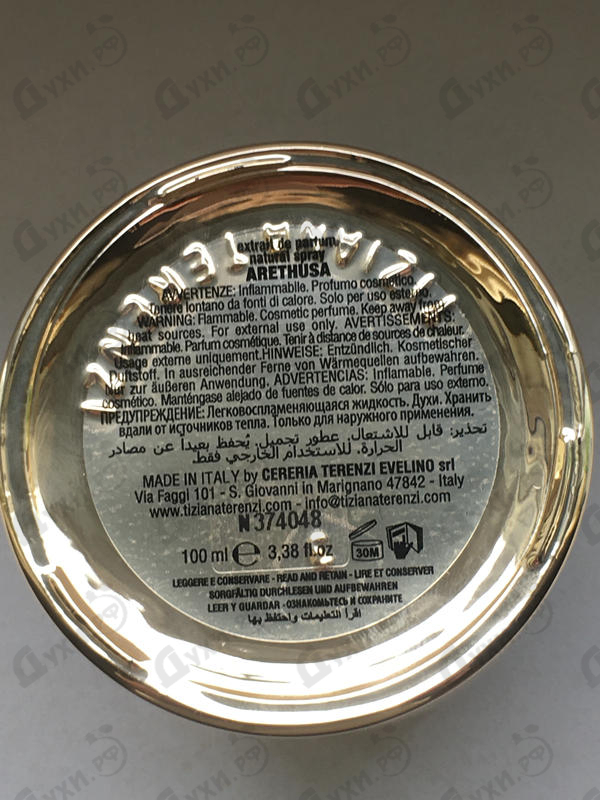 TIZIANA TERENZI
extrait de parfum
natural spray
ARETHUSA
AVVERTENZE: Inflammabile. Profumo cosmetico.
Tenere lontano da fonti di calore. Solo per uso esterno.
WARNING: Flammable. Cosmetic perfume. Keep away from
heat sources. For external use only. AVERTISSEMENTS:
Inflammable. Parfum cosmétique. Tenir à distance de sources de chaleur.
Usage externe uniquement.HINWEISE: Entzündlich. Kosmetischer
Duftstoff. In ausreichender Ferne von Wärmequellen aufbewahren.
Nur zur äußeren Anwendung. ADVERTENCIAS: Inflamable. Perfume
cosmético. Manténgase alejado de fuentes de calor. Sólo para uso externo.
ПРЕДУПРЕЖДЕНИЕ: Легковоспламеняющаяся жидкость. Духи. Хранить
вдали от источников тепла. Только для наружного применения.
تحذير: قابل للاشتعال. عطور تجميل. يُحفظ بعيدا عن مصادر
الحرارة. للاستخدام الخارجي فقط.
MADE IN ITALY by CERERIA TERENZI EVELINO srl
Via Faggi 101 - S. Giovanni in Marignano 47842 - Italy
www.tizianaterenzi.com - info@tizianaterenzi.com
N374048
100 ml e 3,38 fl.oz 30M
LEGGERE E CONSERVARE - READ AND RETAIN - LIRE ET CONSERVER
SORGFÄLTIG DURCHLESEN UND AUFBEWAHREN
LEER Y GUARDAR - ОЗНАКОМЬТЕСЬ И СОХРАНИТЕ
اقرأ التعليمات واحتفظ بها
Духи.рф